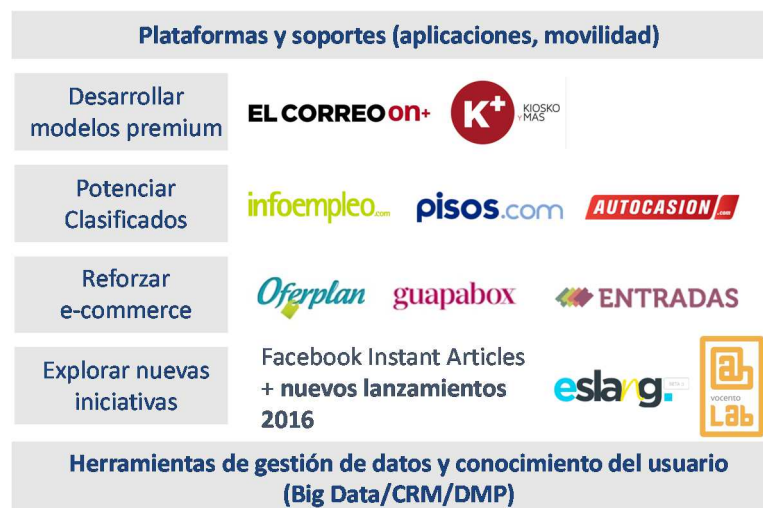 Plataformas y soportes (aplicaciones, movilidad)
Desarrollar
modelos premium
EL CORREO on+
K+
KIOSKO
Y MÁS
Potenciar
Clasificados
infoempleo.com
pisos.com
AUTOCASION.com
Reforzar
e-commerce
Oferplan
guapabox
ENTRADAS
Explorar nuevas
iniciativas
Facebook Instant Articles
+ nuevos lanzamientos
2016
eslang.
vocento
Lab
Herramientas de gestión de datos y conocimiento del usuario
(Big Data/CRM/DMP)